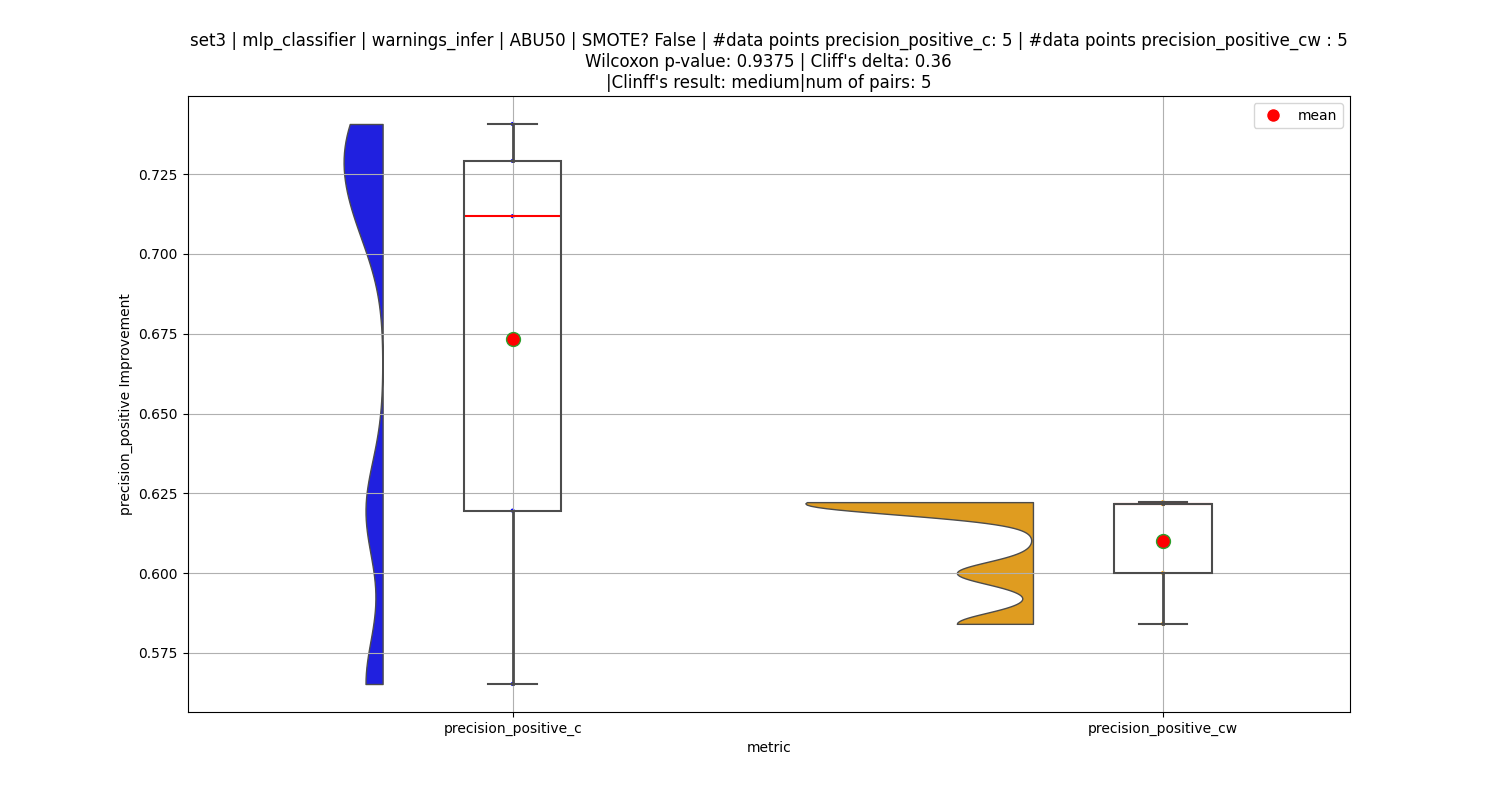 set3 | mlp_classifier | warnings_infer | ABU50 | SMOTE? False | #data points precision_positive_c: 5 | #data points precision_positive_cw : 5
Wilcoxon p-value: 0.9375 | Cliff's delta: 0.36
|Clinff's result: medium|num of pairs: 5
mean
0.725
0.700
0.675
0.650
0.625
0.600
0.575
precision_positive Improvement
precision_positive_c
precision_positive_cw
metric